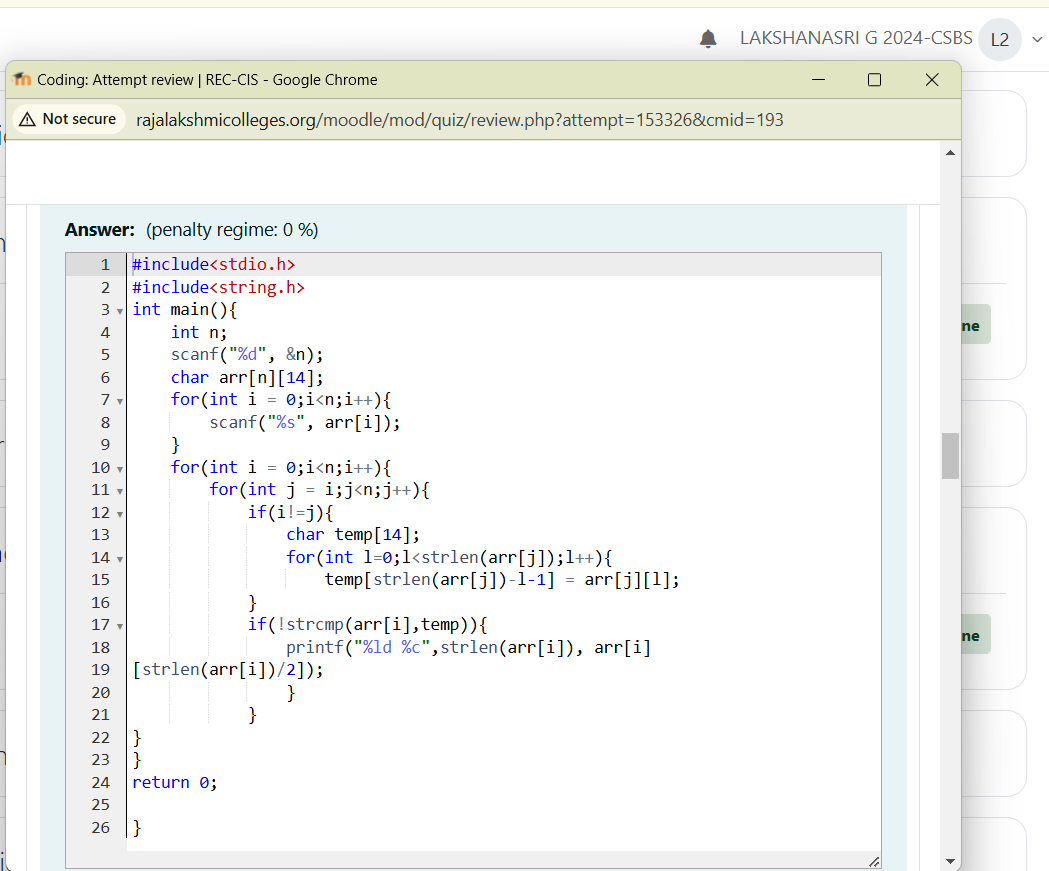 LAKSHANASRI G 2024-CSBS L2
Coding: Attempt review | REC-CIS - Google Chrome
Not secure rajalakshmicolleges.org/moodle/mod/quiz/review.php?attempt=153326&cmid=193
Answer: (penalty regime: 0 %)
1 #include<stdio.h>
2 #include<string.h>
3 int main(){
4 int n;
5 scanf("%d", &n);
6 char arr[n][14];
7 for(int i = 0;i<n;i++){
8 scanf("%s", arr[i]);
9 }
10 for(int i = 0;i<n;i++){
11 for(int j = i;j<n;j++){
12 if(i!=j){
13 char temp[14];
14 for(int l=0;l<strlen(arr[j]);l++){
15 temp[strlen(arr[j])-l-1] = arr[j][l];
16 }
17 if(!strcmp(arr[i],temp)){
18 printf("%ld %c",strlen(arr[i]), arr[i]
19 [strlen(arr[i])/2]);
20 }
21 }
22 }
23 }
24 return 0;
25
26 }
ne
ne